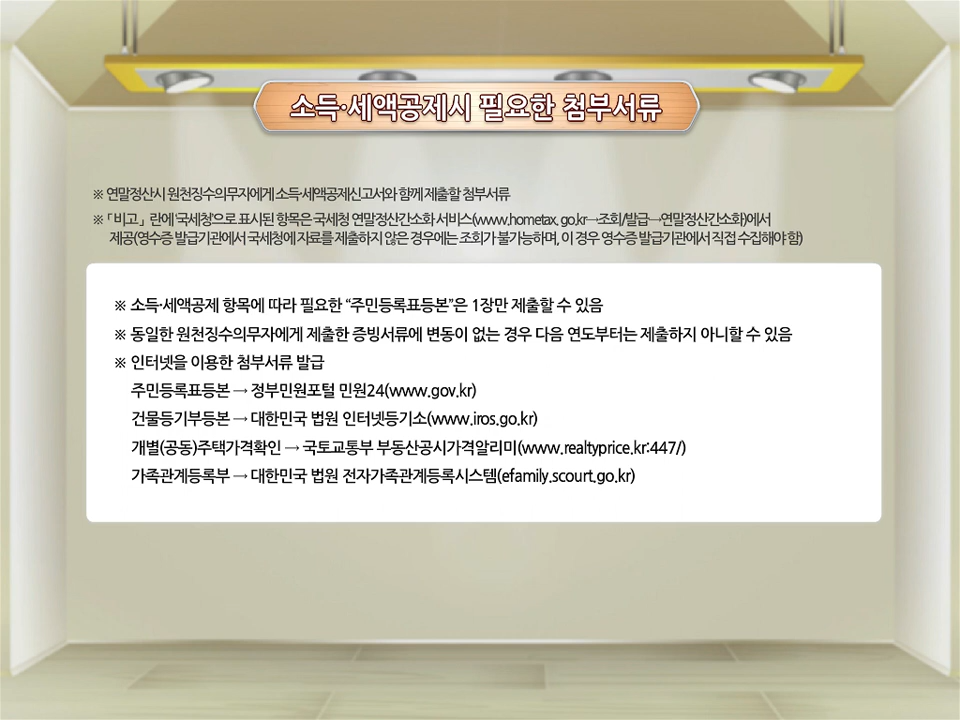 소득·세액공제시 필요한 첨부서류
※ 연말정산시 원천징수의무자에게 소득·세액공제신고서와 함께 제출할 첨부서류
※「비고」란에 '국세청'으로 표시된 항목은 국세청 연말정산간소화 서비스(www.hometax. go.kr→조회/발급→연말정산간소화)에서
제공(영수증 발급기관에서 국세청에 자료를 제출하지 않은 경우에는 조회가 불가능하며, 이 경우 영수증 발급기관에서 직접 수집해야 함)
※ 소득·세액공제 항목에 따라 필요한 “주민등록표등본”은 1장만 제출할 수 있음
※ 동일한 원천징수의무자에게 제출한 증빙서류에 변동이 없는 경우 다음 연도부터는 제출하지 아니할 수 있음
※ 인터넷을 이용한 첨부서류 발급
주민등록표등본 → 정부민원포털 민원24(www.gov.kr)
건물등기부등본 → 대한민국 법원 인터넷등기소(www.iros.go.kr)
개별(공동)주택가격확인 → 국토교통부 부동산공시가격알리미(www.realtyprice.kr:447/)
가족관계등록부 → 대한민국 법원 전자가족관계등록시스템(efamily.scourt.go.kr)